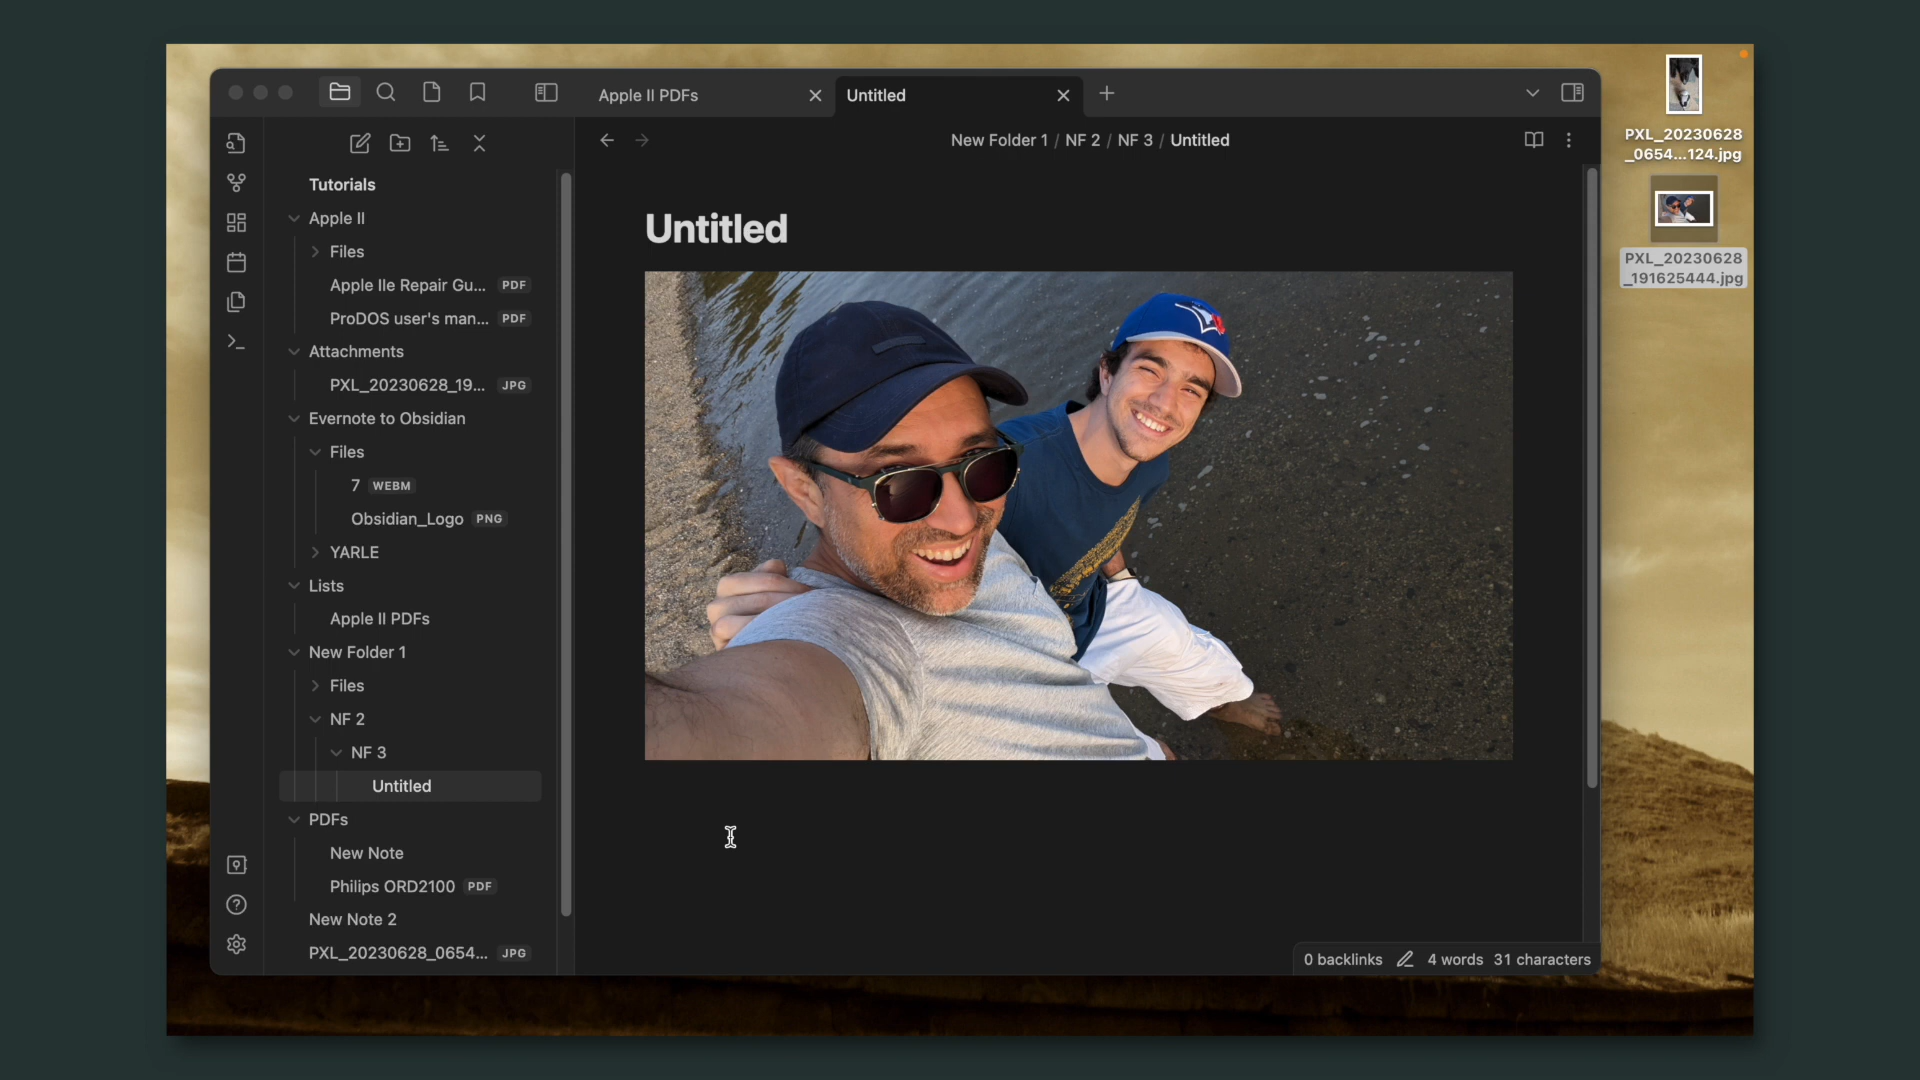 Apple II PDFs
Untitled
New Folder 1 / NF 2 / NF 3 / Untitled
Tutorials
Apple II
Files
Apple IIe Repair Gu... PDF
ProDOS user's man... PDF
Attachments
PXL_20230628_19... JPG
Evernote to Obsidian
Files
7 WEBM
Obsidian_Logo PNG
YARLE
Lists
Apple II PDFs
New Folder 1
Files
NF 2
NF 3
Untitled
PDFs
New Note
Philips ORD2100 PDF
New Note 2
PXL_20230628_0654... JPG
Untitled
0 backlinks 4 words 31 characters
PXL_20230628
_0654...124.jpg
PXL_20230628
_191625444.jpg